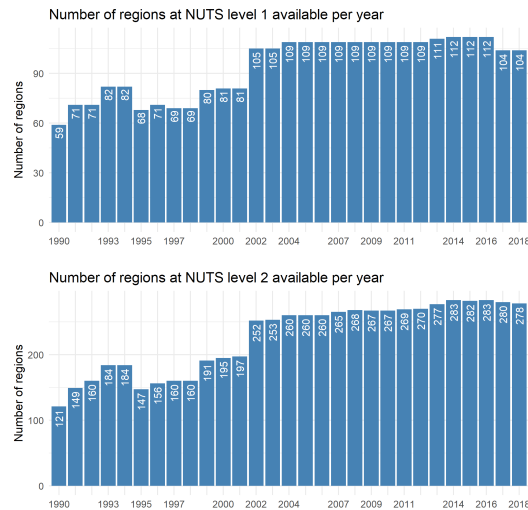 Number of regions at NUTS level 1 available per year
Number of regions
90
60
30
0
59 71 71 82 82 68 71 69 69 80 81 81 105 105 109 109 109 109 109 109 109 109 109 111 112 112 112 104 104
1990 1993 1995 1997 2000 2002 2004 2007 2009 2011 2014 2016 2018
Number of regions at NUTS level 2 available per year
Number of regions
200
100
0
121 149 160 184 184 147 156 160 160 191 195 197 252 253 260 260 260 265 268 267 267 269 270 277 283 282 283 280 278
1990 1993 1995 1997 2000 2002 2004 2007 2009 2011 2014 2016 2018